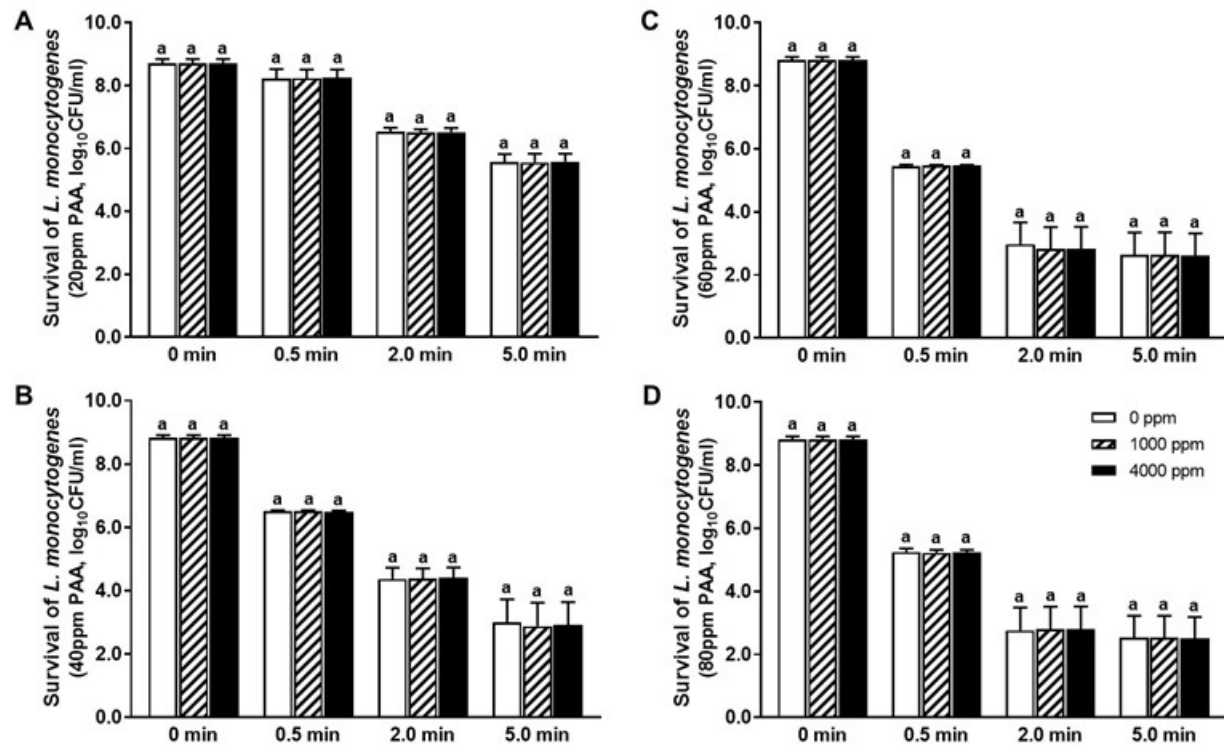 A
Survival of L. monocytogenes
(20ppm PAA, log₁₀CFU/ml)
10.0
8.0
6.0
4.0
2.0
0.0
a a a
a a a
a a a
a a a
0 min 0.5 min 2.0 min 5.0 min
C
Survival of L. monocytogenes
(60ppm PAA, log₁₀CFU/ml)
10.0
8.0
6.0
4.0
2.0
0.0
a a a
a a a
a a a
a a a
0 min 0.5 min 2.0 min 5.0 min
B
Survival of L. monocytogenes
(40ppm PAA, log₁₀CFU/ml)
10.0
8.0
6.0
4.0
2.0
0.0
a a a
a a a
a a a
a a a
0 min 0.5 min 2.0 min 5.0 min
D
Survival of L. monocytogenes
(80ppm PAA, log₁₀CFU/ml)
10.0
8.0
6.0
4.0
2.0
0.0
a a a
a a a
a a a
a a a
0 ppm
1000 ppm
4000 ppm
0 min 0.5 min 2.0 min 5.0 min